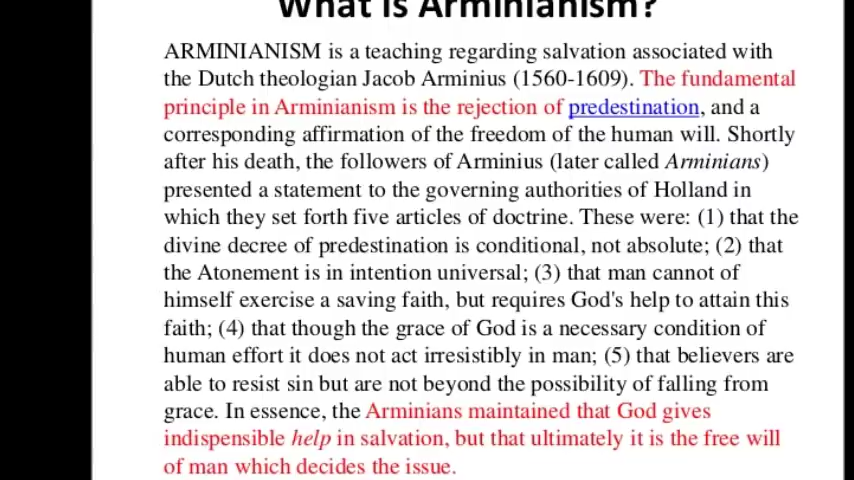 What is Arminianism?
ARMINIANISM is a teaching regarding salvation associated with
the Dutch theologian Jacob Arminius (1560-1609). The fundamental
principle in Arminianism is the rejection of predestination, and a
corresponding affirmation of the freedom of the human will. Shortly
after his death, the followers of Arminius (later called Arminians)
presented a statement to the governing authorities of Holland in
which they set forth five articles of doctrine. These were: (1) that the
divine decree of predestination is conditional, not absolute; (2) that
the Atonement is in intention universal; (3) that man cannot of
himself exercise a saving faith, but requires God's help to attain this
faith; (4) that though the grace of God is a necessary condition of
human effort it does not act irresistibly in man; (5) that believers are
able to resist sin but are not beyond the possibility of falling from
grace. In essence, the Arminians maintained that God gives
indispensible help in salvation, but that ultimately it is the free will
of man which decides the issue.